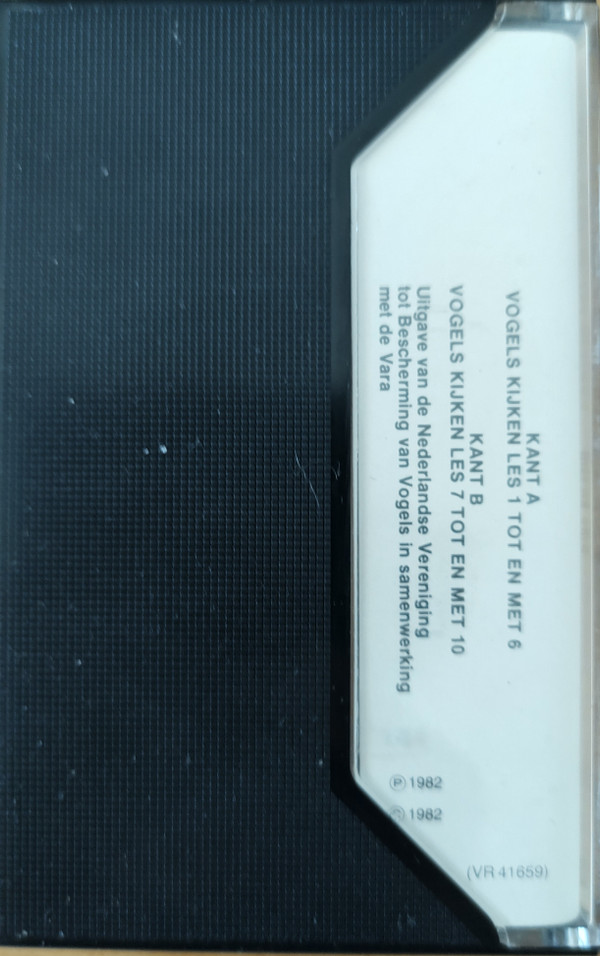 KANT A
VOGELS KIJKEN LES 1 TOT EN MET 6
KANT B
VOGELS KIJKEN LES 7 TOT EN MET 10
Uitgave van de Nederlandse Vereniging
tot Bescherming van Vogels in samenwerking
met de Vara
℗ 1982
© 1982
(VR 41659)